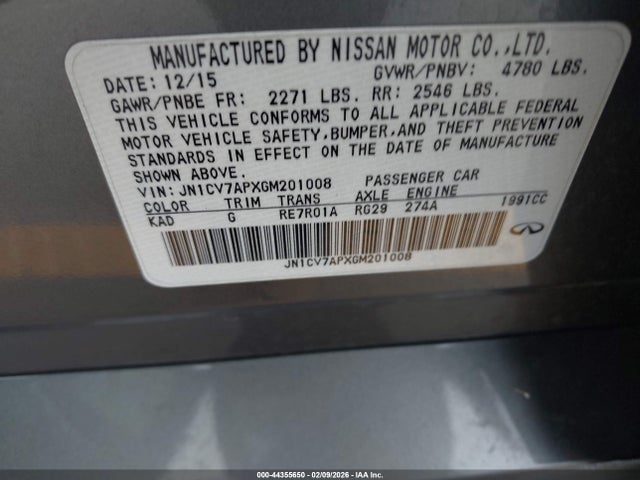 MANUFACTURED BY NISSAN MOTOR CO.,LTD.
DATE: 12/15 GVWR/PNBV: 4780 LBS.
GAWR/PNBE FR: 2271 LBS. RR: 2546 LBS.
THIS VEHICLE CONFORMS TO ALL APPLICABLE FEDERAL
MOTOR VEHICLE SAFETY,BUMPER,AND THEFT PREVENTION
STANDARDS IN EFFECT ON THE DATE OF MANUFACTURE
SHOWN ABOVE.
VIN: JN1CV7APXGM201008 PASSENGER CAR
COLOR TRIM TRANS AXLE ENGINE
KAD G RE7R01A RG29 274A 1991CC
JN1CV7APXGM201008
000-44355650 - 02/09/2026 - IAA Inc.